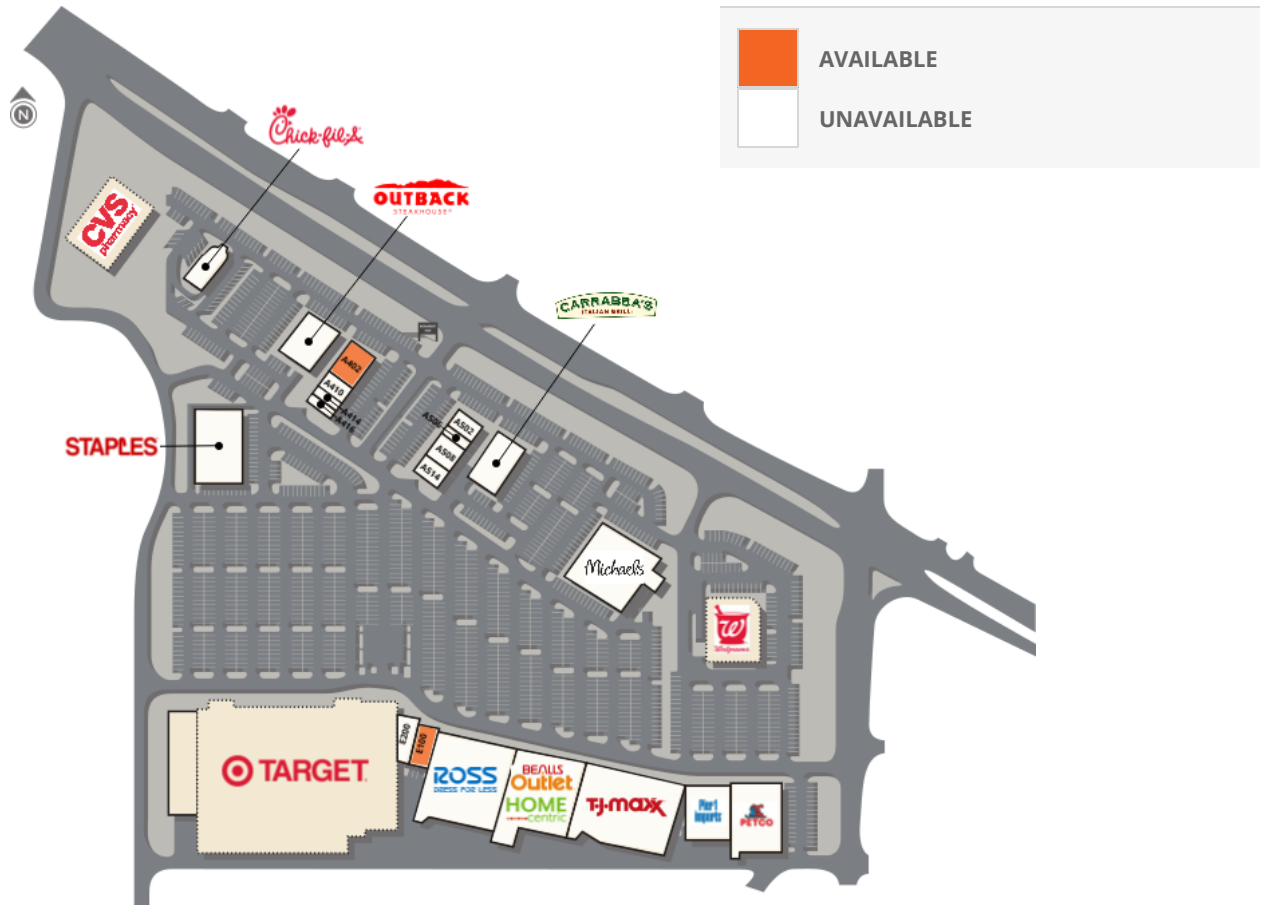 AVAILABLE
UNAVAILABLE
N
Chick-fil-A
OUTBACK
STEAKHOUSE
CVS
pharmacy
CARRABBA'S
ITALIAN GRILL
A402
A410
A414
A416
STAPLES
A506
A502
A508
A514
Michaels
W
Walgreens
TARGET
E200
E100
ROSS
DRESS FOR LESS
BEALLS
Outlet
HOME
centric
T·J·maxx
Pier 1
imports
PETCO